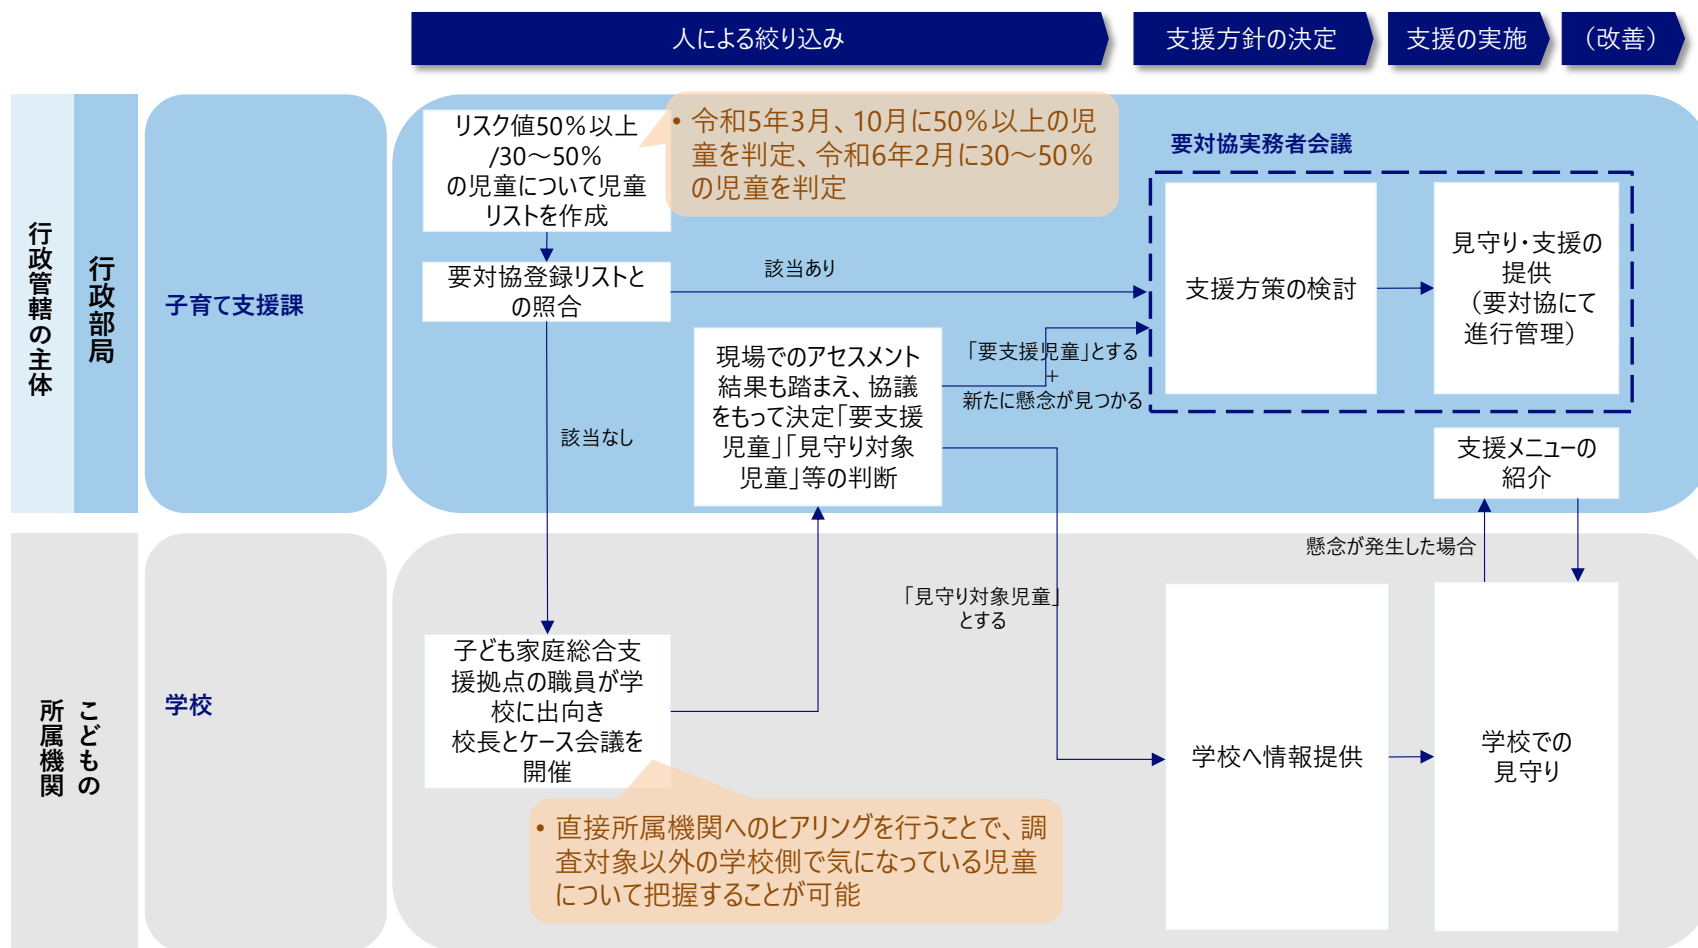 人による絞り込み
支援方針の決定
支援の実施
（改善）
行政管轄の主体
行政部局
子育て支援課
リスク値50％以上
/30～50％
の児童について児童
リストを作成
• 令和5年3月、10月に50％以上の児
童を判定、令和6年2月に30～50％
の児童を判定
要対協実務者会議
要対協登録リストと
の照合
該当あり
支援方策の検討
見守り・支援の
提供
（要対協にて
進行管理）
現場でのアセスメント
結果も踏まえ、協議
をもって決定「要支援
児童」「見守り対象
児童」等の判断
「要支援児童」とする
+
新たに懸念が見つかる
該当なし
支援メニューの
紹介
懸念が発生した場合
こどもの
所属機関
学校
「見守り対象児童」
とする
子ども家庭総合支
援拠点の職員が学
校に出向き
校長とケース会議を
開催
学校へ情報提供
学校での
見守り
• 直接所属機関へのヒアリングを行うことで、調
査対象以外の学校側で気になっている児童
について把握することが可能